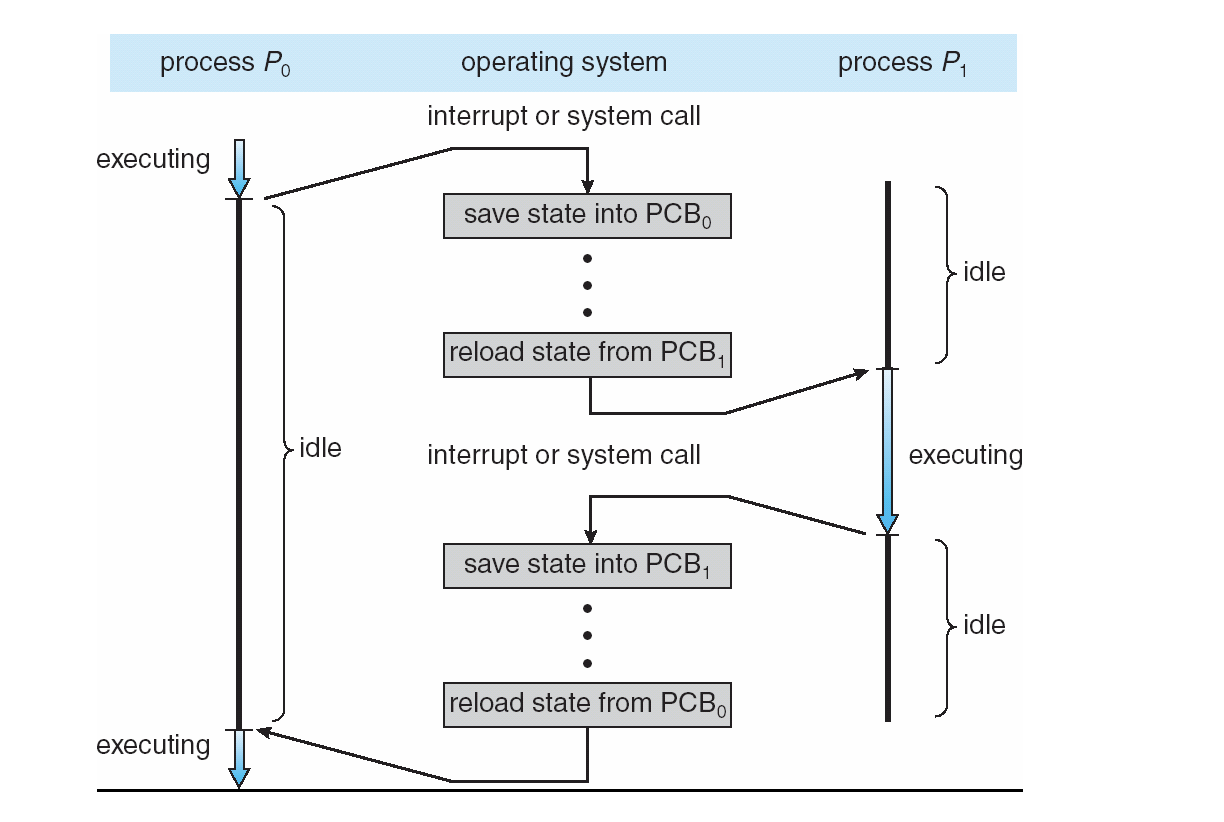 process P0 operating system process P1
interrupt or system call
executing
save state into PCB0
idle
reload state from PCB1
idle
interrupt or system call
executing
save state into PCB1
idle
reload state from PCB0
executing